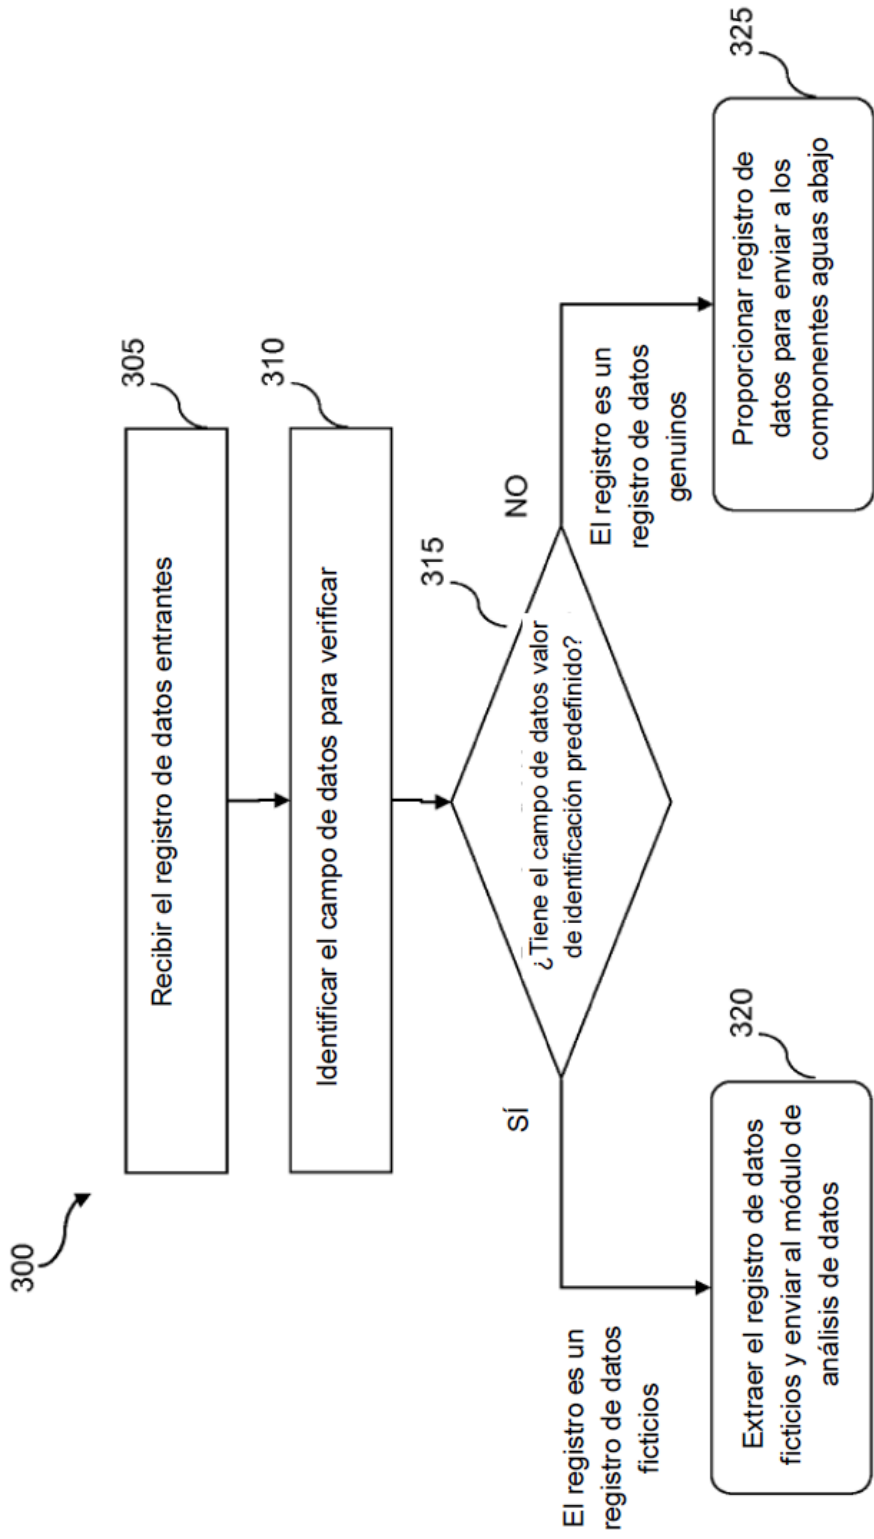 300
305
Recibir el registro de datos entrantes
310
Identificar el campo de datos para verificar
315
¿Tiene el campo de datos valor
de identificación predefinido?
SÍ
NO
El registro es un
registro de datos
ficticios
El registro es un
registro de datos
genuinos
320
Extraer el registro de datos
ficticios y enviar al módulo de
análisis de datos
325
Proporcionar registro de
datos para enviar a los
componentes aguas abajo